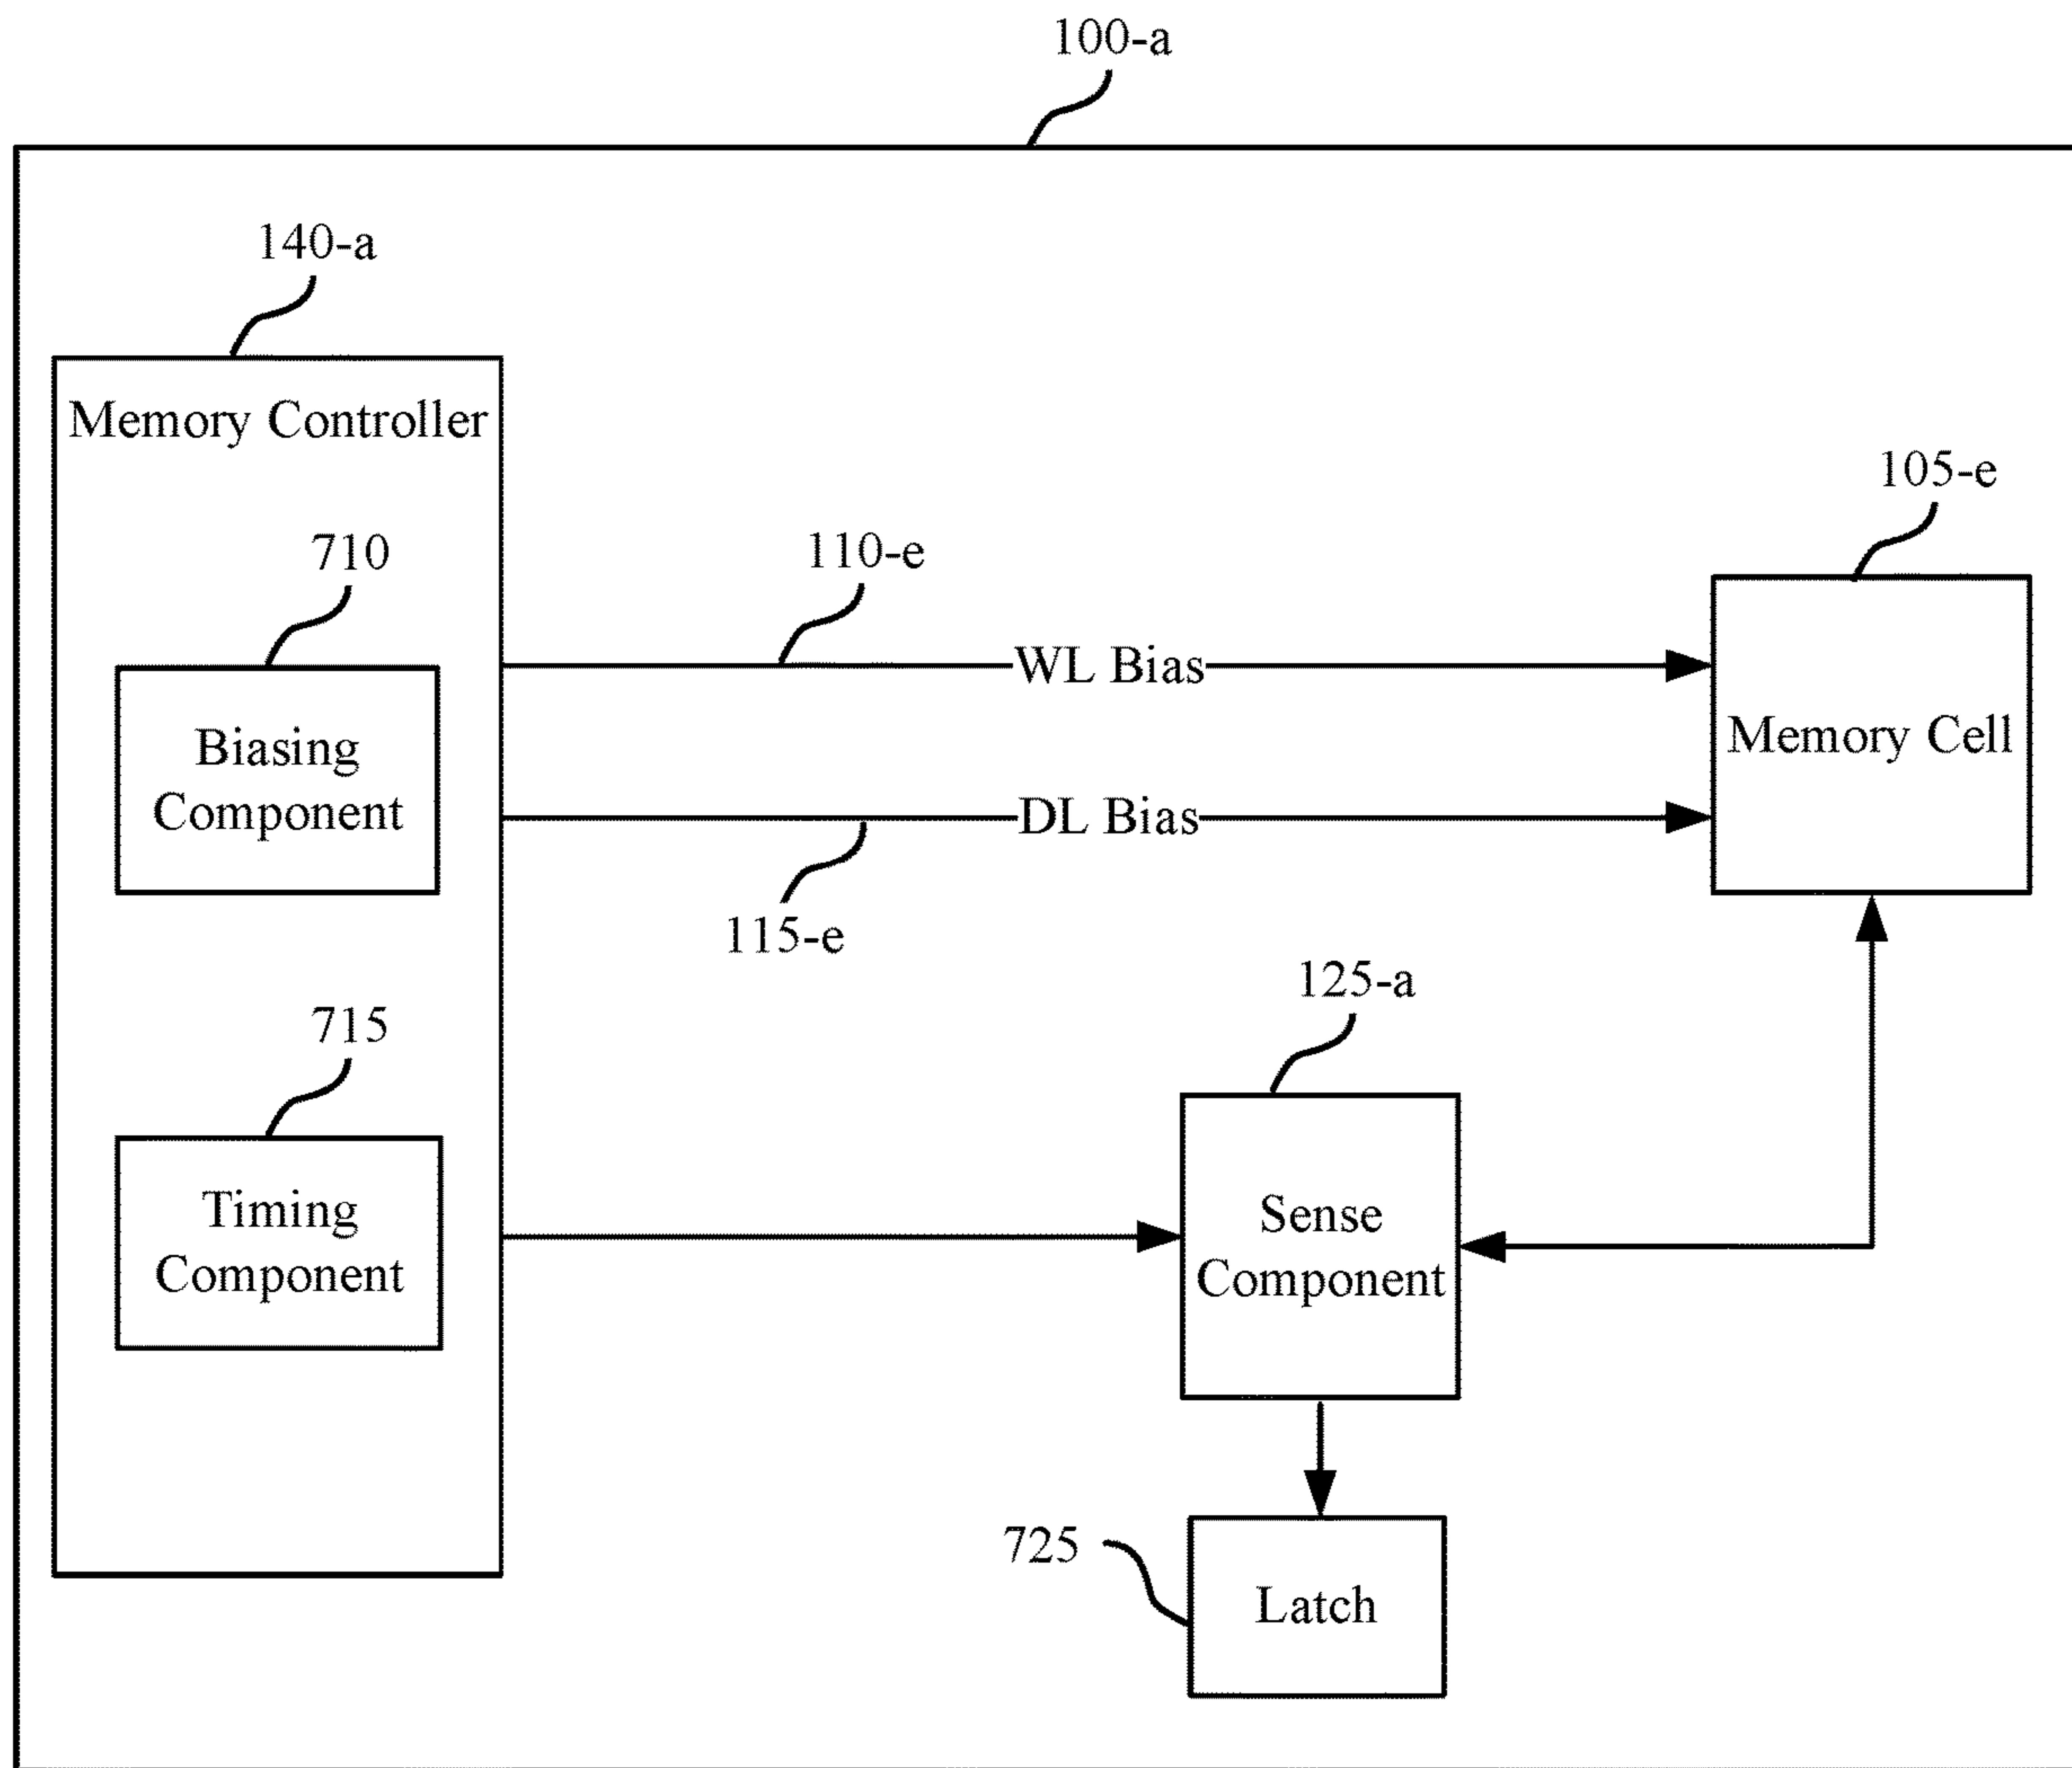 100-a
140-a
Memory Controller
105-e
710
110-e
WL Bias
Memory Cell
Biasing
Component
DL Bias
115-e
125-a
715
Timing
Component
Sense
Component
725
Latch